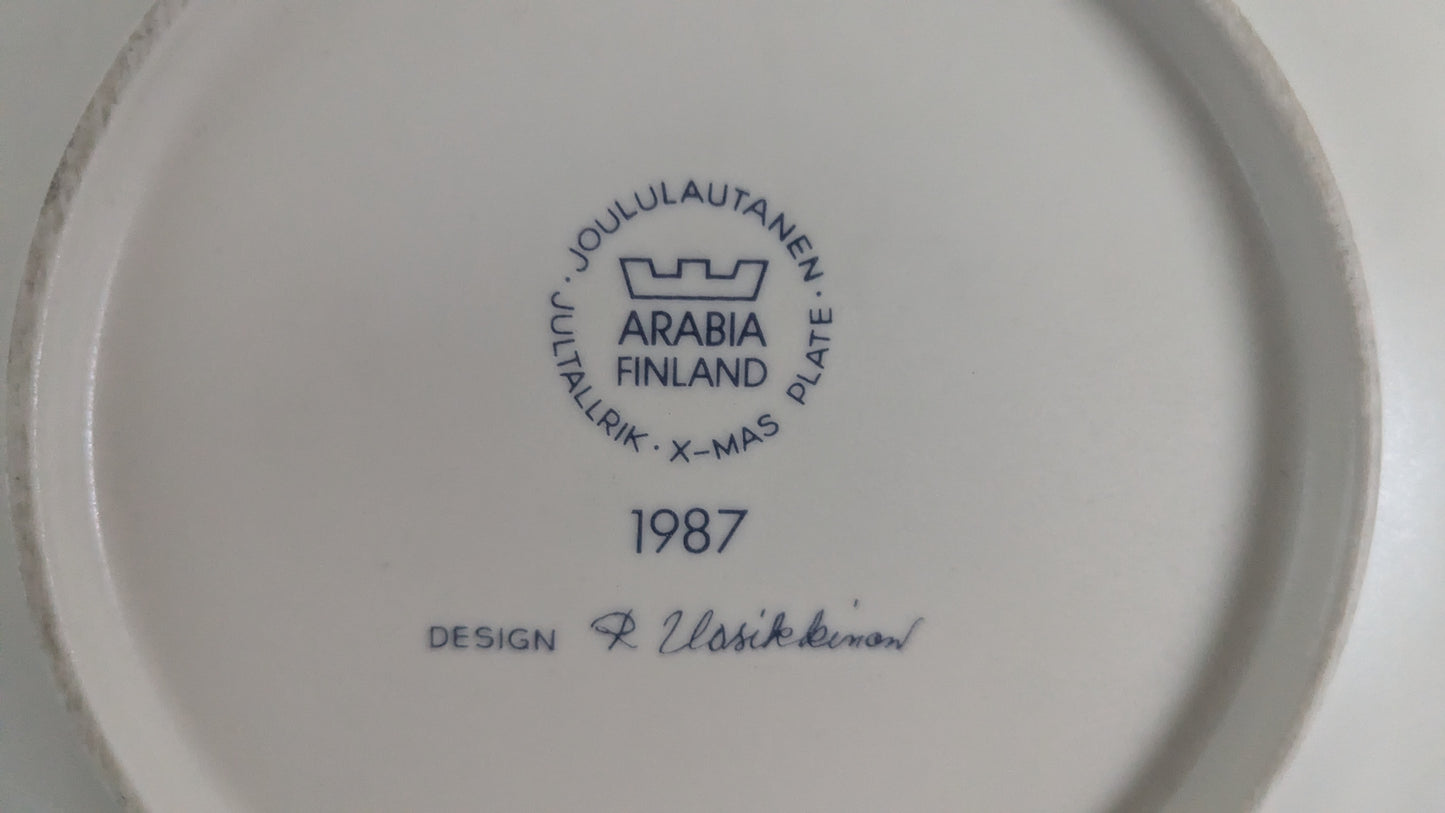 JOULULAUTANEN · X-MAS PLATE · JULTALLRIK ·
ARABIA
FINLAND
1987
DESIGN R Uosikkinen